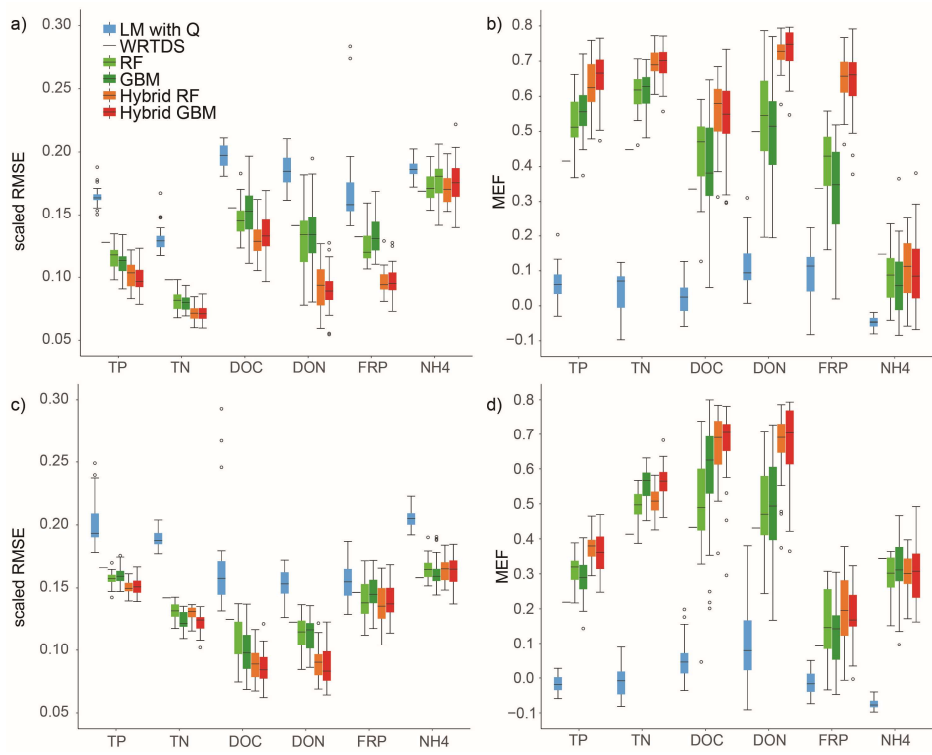 a)
scaled RMSE
0.30
0.25
0.20
0.15
0.10
0.05
LM with Q
WRTDS
RF
GBM
Hybrid RF
Hybrid GBM
TP TN DOC DON FRP NH4
b)
MEF
0.8
0.7
0.6
0.5
0.4
0.3
0.2
0.1
0.0
−0.1
TP TN DOC DON FRP NH4
c)
scaled RMSE
0.30
0.25
0.20
0.15
0.10
0.05
TP TN DOC DON FRP NH4
d)
MEF
0.8
0.7
0.6
0.5
0.4
0.3
0.2
0.1
0.0
−0.1
TP TN DOC DON FRP NH4